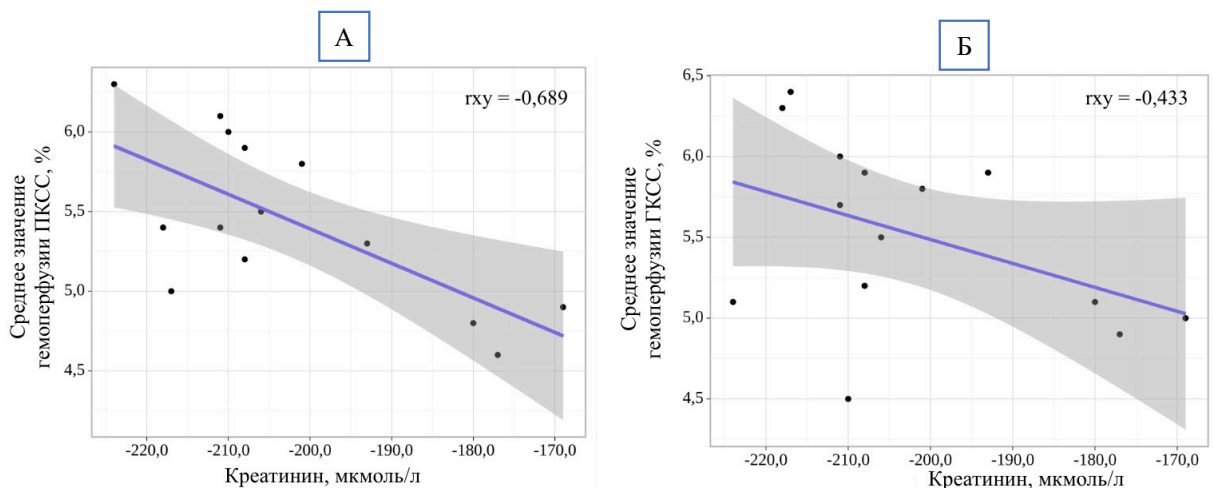 А
Среднее значение
гемоперфузии ПКСС, %
6,0
5,5
5,0
4,5
rxy = -0,689
-220,0 -210,0 -200,0 -190,0 -180,0 -170,0
Креатинин, мкмоль/л
Б
Среднее значение
гемоперфузии ГКСС, %
6,5
6,0
5,5
5,0
4,5
rxy = -0,433
-220,0 -210,0 -200,0 -190,0 -180,0 -170,0
Креатинин, мкмоль/л